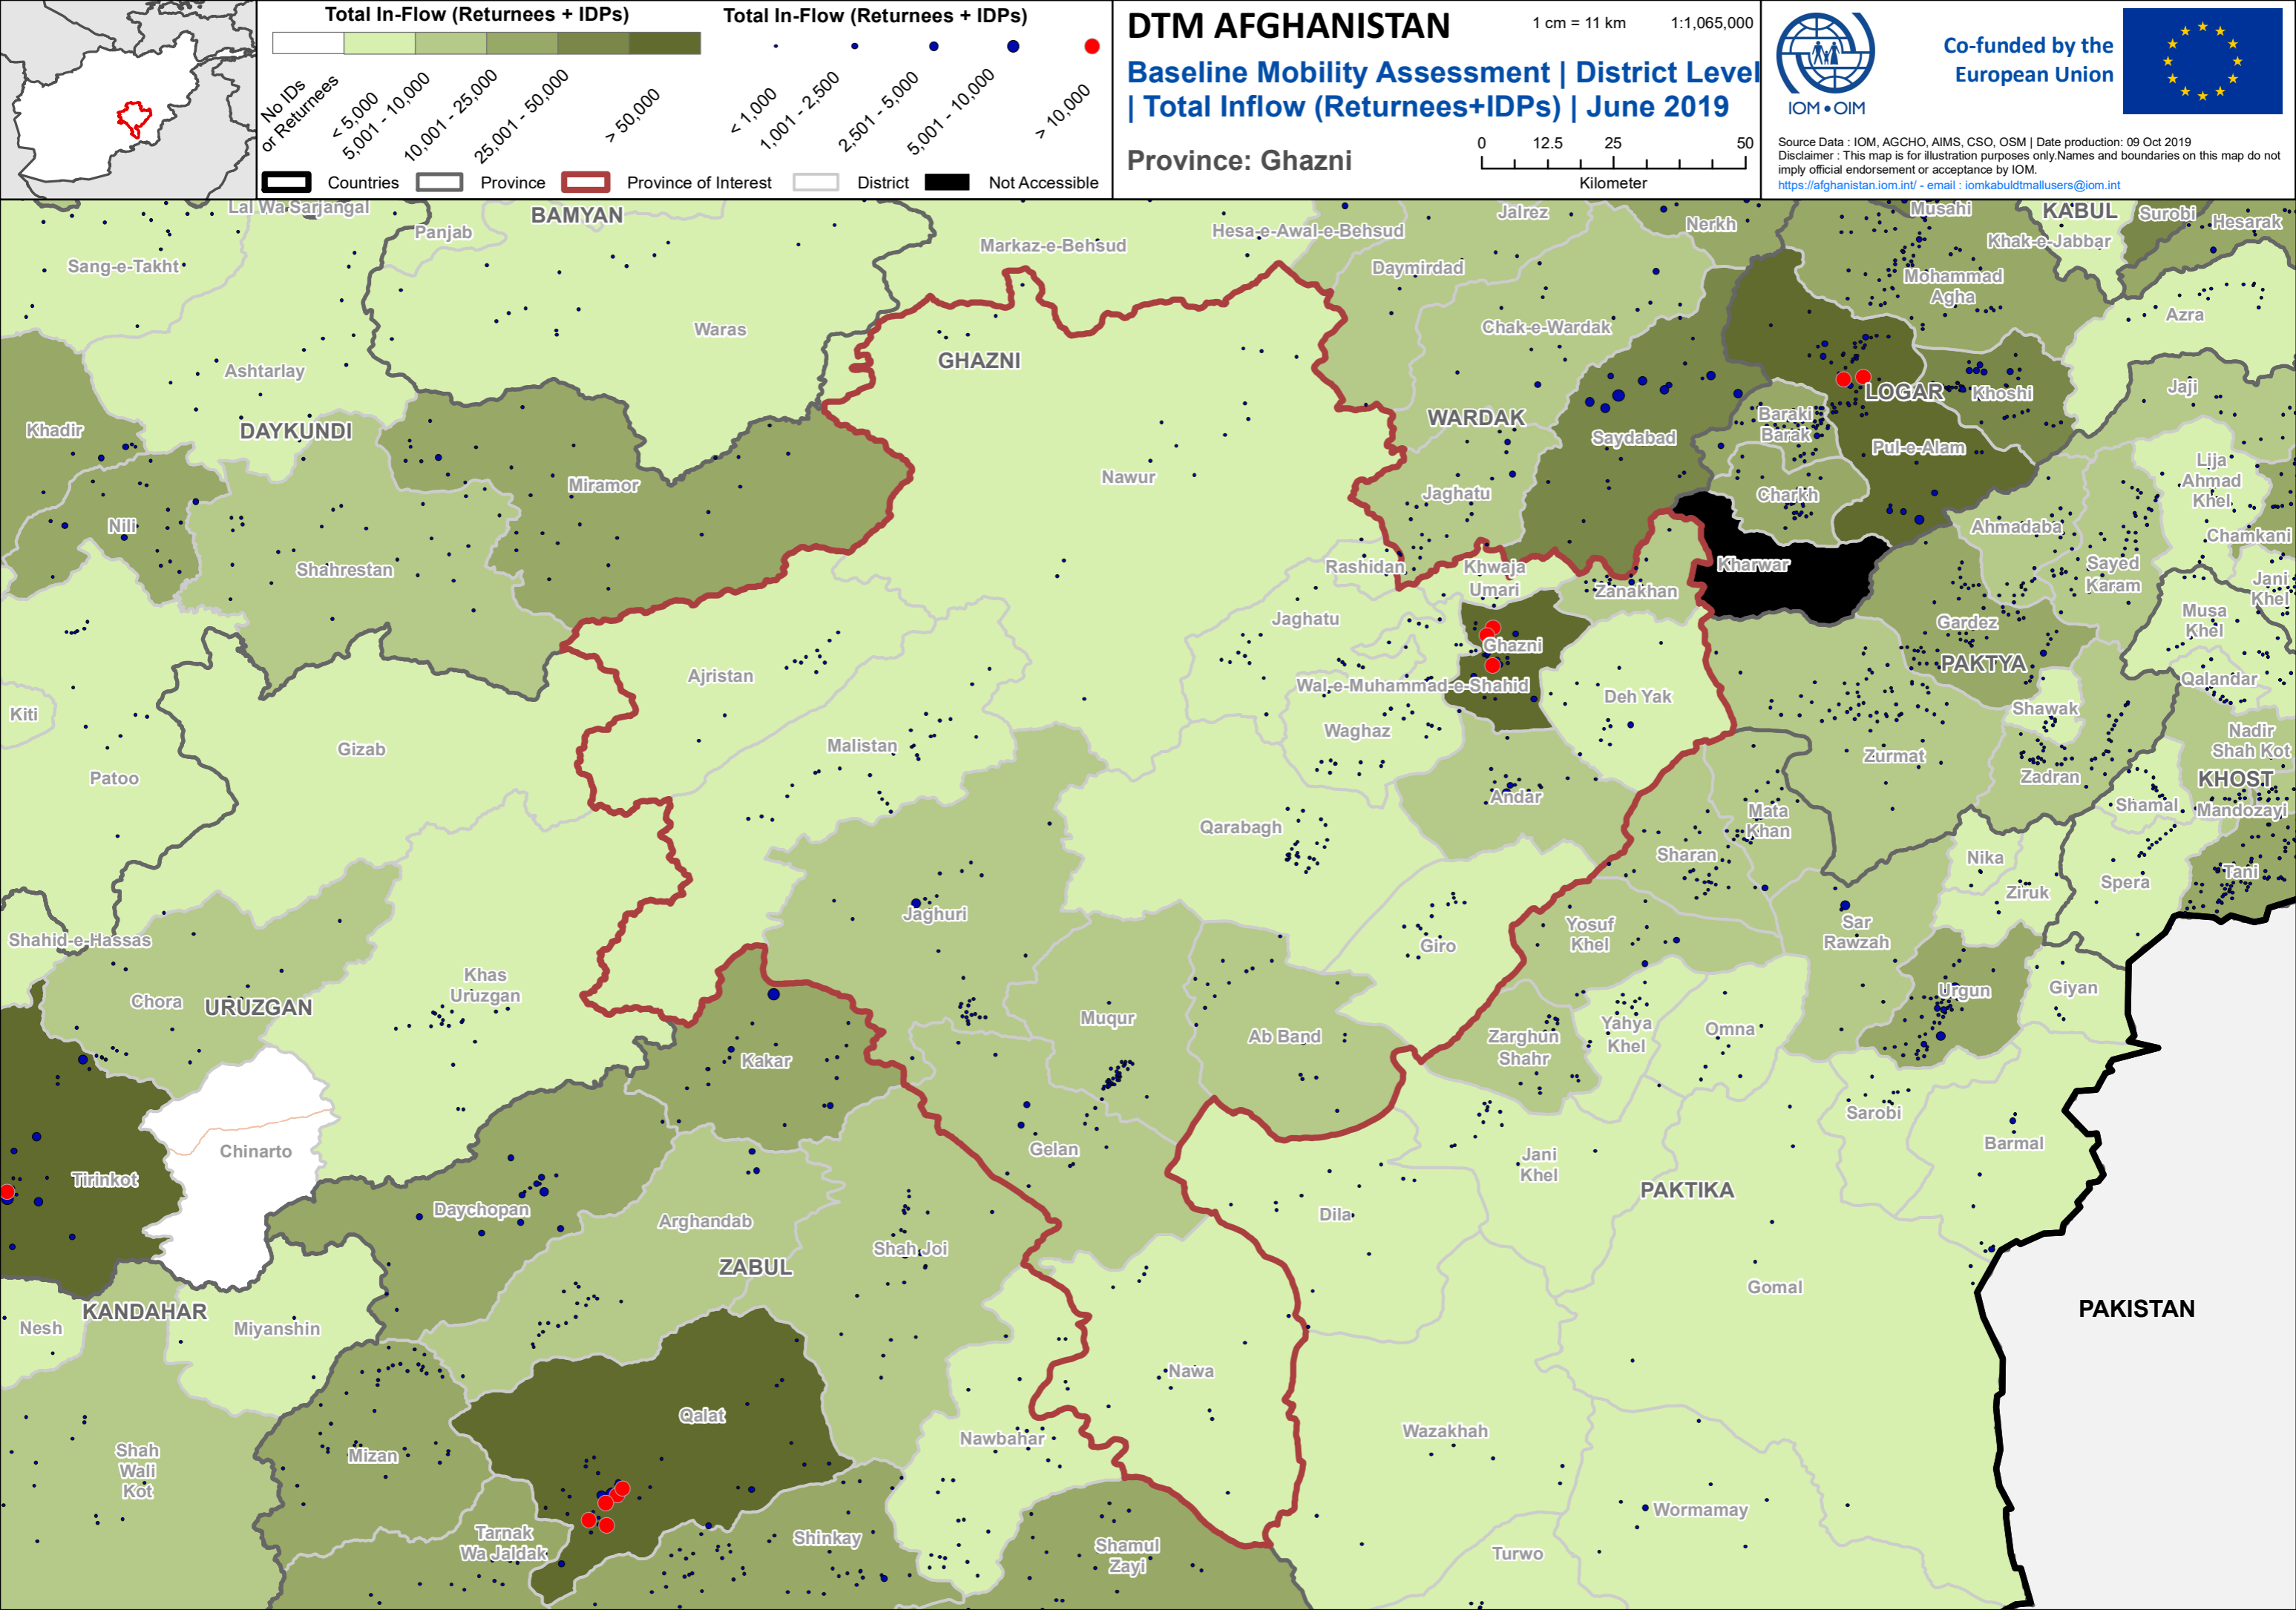 Total In-Flow (Returnees + IDPs)
No IDs
or Returnees
< 5,000
5,001 - 10,000
10,001 - 25,000
25,001 - 50,000
> 50,000
Total In-Flow (Returnees + IDPs)
< 1,000
1,001 - 2,500
2,501 - 5,000
5,001 - 10,000
> 10,000
Countries
Province
Province of Interest
District
Not Accessible
DTM AFGHANISTAN
1 cm = 11 km
1:1,065,000
Baseline Mobility Assessment | District Level
| Total Inflow (Returnees+IDPs) | June 2019
Province: Ghazni
0 12.5 25 50
Kilometer
IOM • OIM
Co-funded by the
European Union
Source Data : IOM, AGCHO, AIMS, CSO, OSM | Date production: 09 Oct 2019
Disclaimer : This map is for illustration purposes only.Names and boundaries on this map do not
imply official endorsement or acceptance by IOM.
https://afghanistan.iom.int/ - email : iomkabuldtmallusers@iom.int
Lal Wa Sarjangal
BAMYAN
Panjab
Markaz-e-Behsud
Hesa-e-Awal-e-Behsud
Jalrez
Nerkh
Musahi
KABUL
Surobi
Hesarak
Khak-e-Jabbar
Sang-e-Takht
Daymirdad
Mohammad
Agha
Waras
Chak-e-Wardak
Azra
Ashtarlay
GHAZNI
LOGAR
Khoshi
Jaji
Khadir
DAYKUNDI
WARDAK
Saydabad
Baraki
Barak
Pul-e-Alam
Miramor
Nawur
Jaghatu
Charkh
Lija
Ahmad
Khel
Nili
Ahmadaba
Chamkani
Shahrestan
Rashidan
Khwaja
Umari
Zanakhan
Kharwar
Sayed
Karam
Jani
Khel
Jaghatu
Ghazni
Gardez
Musa
Khel
PAKTYA
Ajristan
Wal-e-Muhammad-e-Shahid
Deh Yak
Qalandar
Kiti
Waghaz
Shawak
Nadir
Shah Kot
Gizab
Malistan
Zurmat
Zadran
KHOST
Patoo
Andar
Mata
Khan
Shamal
Mandozayi
Qarabagh
Sharan
Nika
Ziruk
Spera
Tani
Jaghuri
Giro
Yosuf
Khel
Sar
Rawzah
Shahid-e-Hassas
Khas
Uruzgan
Chora
URUZGAN
Urgun
Giyan
Muqur
Ab Band
Zarghun
Shahr
Yahya
Khel
Omna
Kakar
Sarobi
Barmal
Chinarto
Gelan
Jani
Khel
Tirinkot
PAKTIKA
Daychopan
Arghandab
Dila
Shah Joi
ZABUL
Gomal
KANDAHAR
Nesh
Miyanshin
PAKISTAN
Nawa
Qalat
Nawbahar
Wazakhah
Mizan
Shah
Wali
Kot
Wormamay
Tarnak
Wa Jaldak
Shinkay
Shamul
Zayi
Turwo